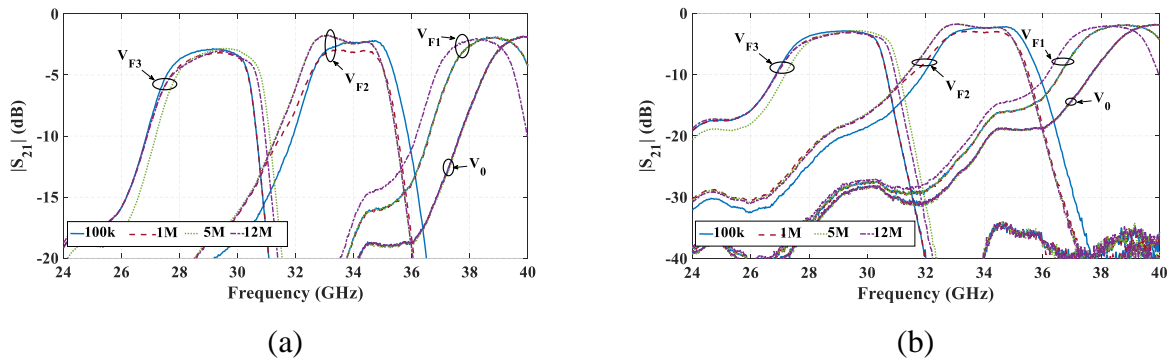 0
-5
-10
-15
-20
|S21| (dB)
24 26 28 30 32 34 36 38 40
Frequency (GHz)
VF3
VF2
VF1
V0
100k 1M 5M 12M
(a)
0
-10
-20
-30
-40
|S21| (dB)
24 26 28 30 32 34 36 38 40
Frequency (GHz)
VF3
VF2
VF1
V0
100k 1M 5M 12M
(b)